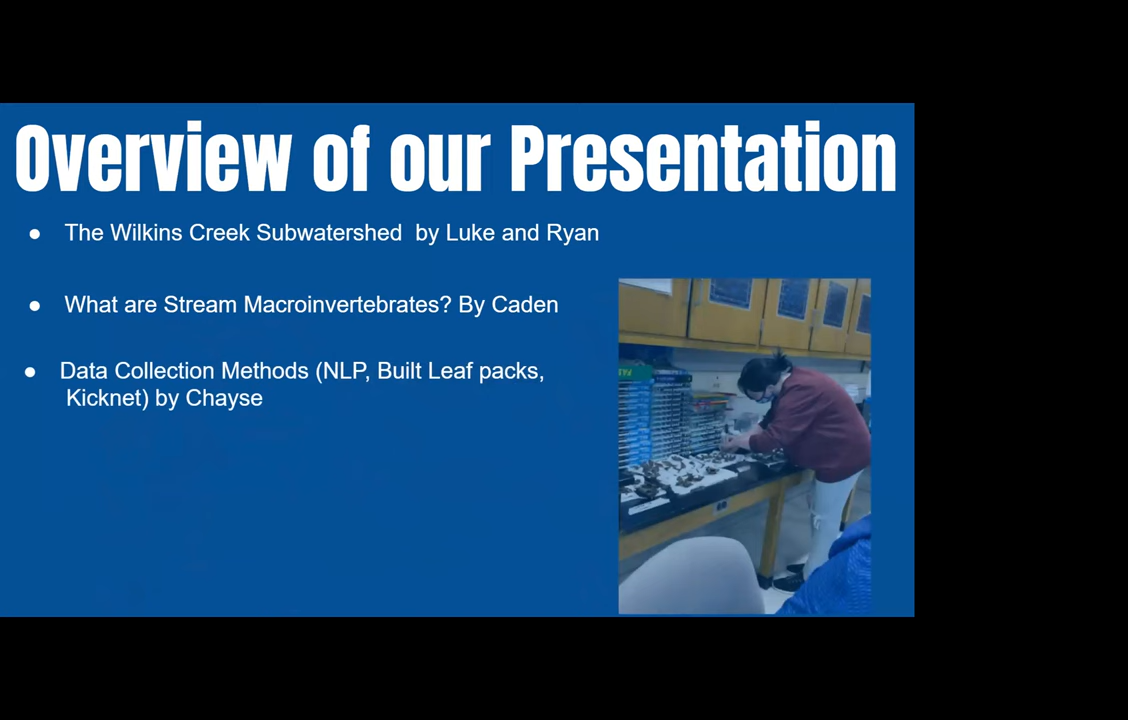 Overview of our Presentation
● The Wilkins Creek Subwatershed by Luke and Ryan
● What are Stream Macroinvertebrates? By Caden
● Data Collection Methods (NLP, Built Leaf packs,
Kicknet) by Chayse